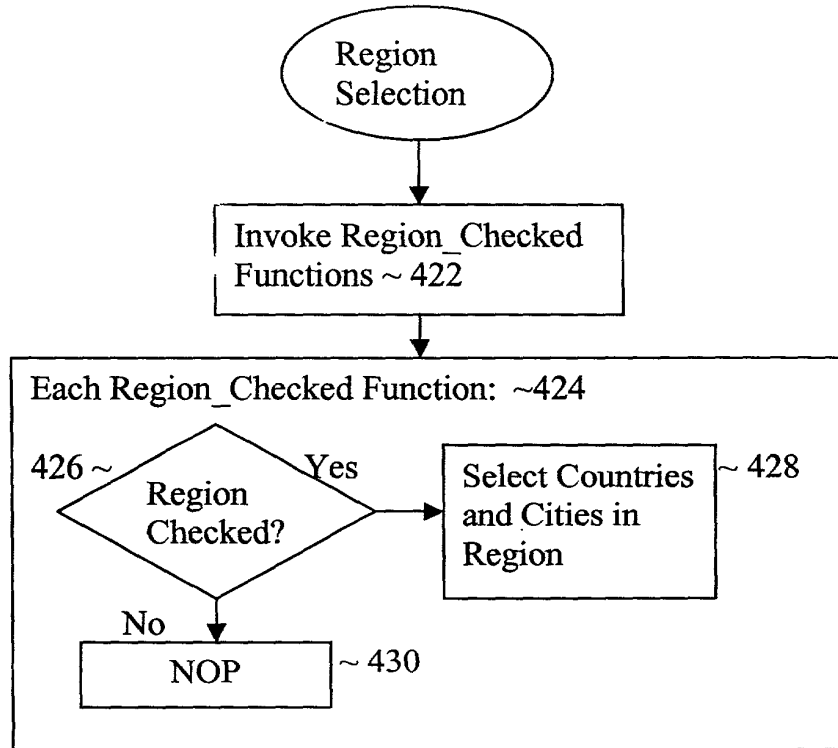 Region
Selection
Invoke Region_Checked
Functions ~ 422
Each Region_Checked Function: ~424
426 ~
Yes
Region
Checked?
Select Countries
and Cities in
Region
~ 428
No
NOP
~ 430